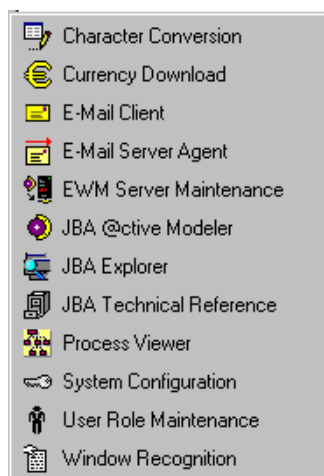 Character Conversion
Currency Download
E-Mail Client
E-Mail Server Agent
EWM Server Maintenance
JBA @ctive Modeler
JBA Explorer
JBA Technical Reference
Process Viewer
System Configuration
User Role Maintenance
Window Recognition